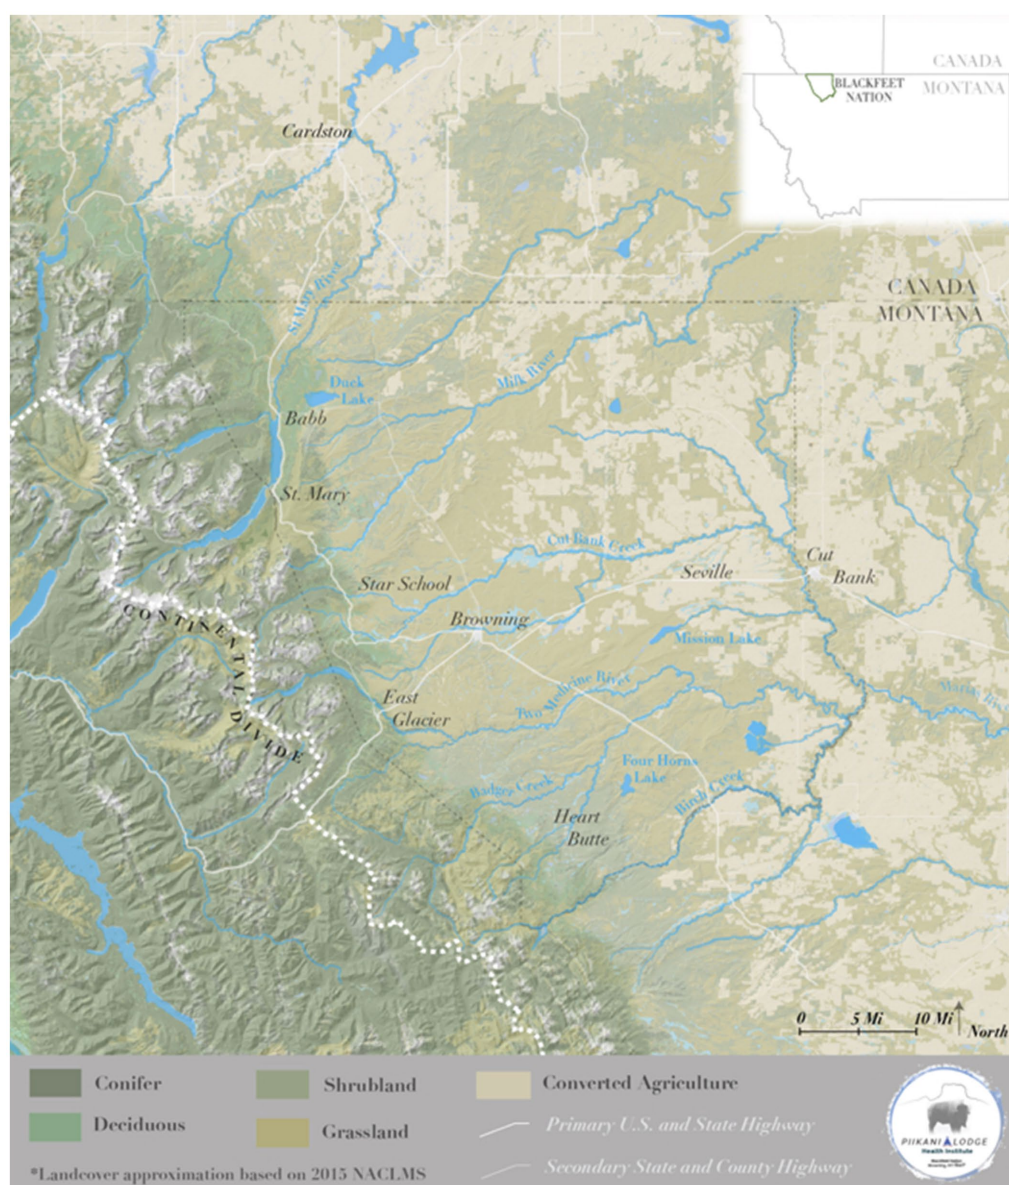 CANADA
MONTANA
BLACKFEET
NATION
Cardston
CANADA
MONTANA
St Mary River
Duck
Lake
Milk River
Babb
St. Mary
Cut Bank Creek
Cut
Bank
Star School
Seville
Browning
Mission Lake
CONTINENTAL DIVIDE
East
Glacier
Two Medicine River
Four Horns
Lake
Badger Creek
Birch Creek
Heart
Butte
0 5 Mi 10 Mi
North
Conifer
Shrubland
Converted Agriculture
Deciduous
Grassland
Primary U.S. and State Highway
Secondary State and County Highway
*Landcover approximation based on 2015 NACLMS
PIIKANI LODGE
Health Institute